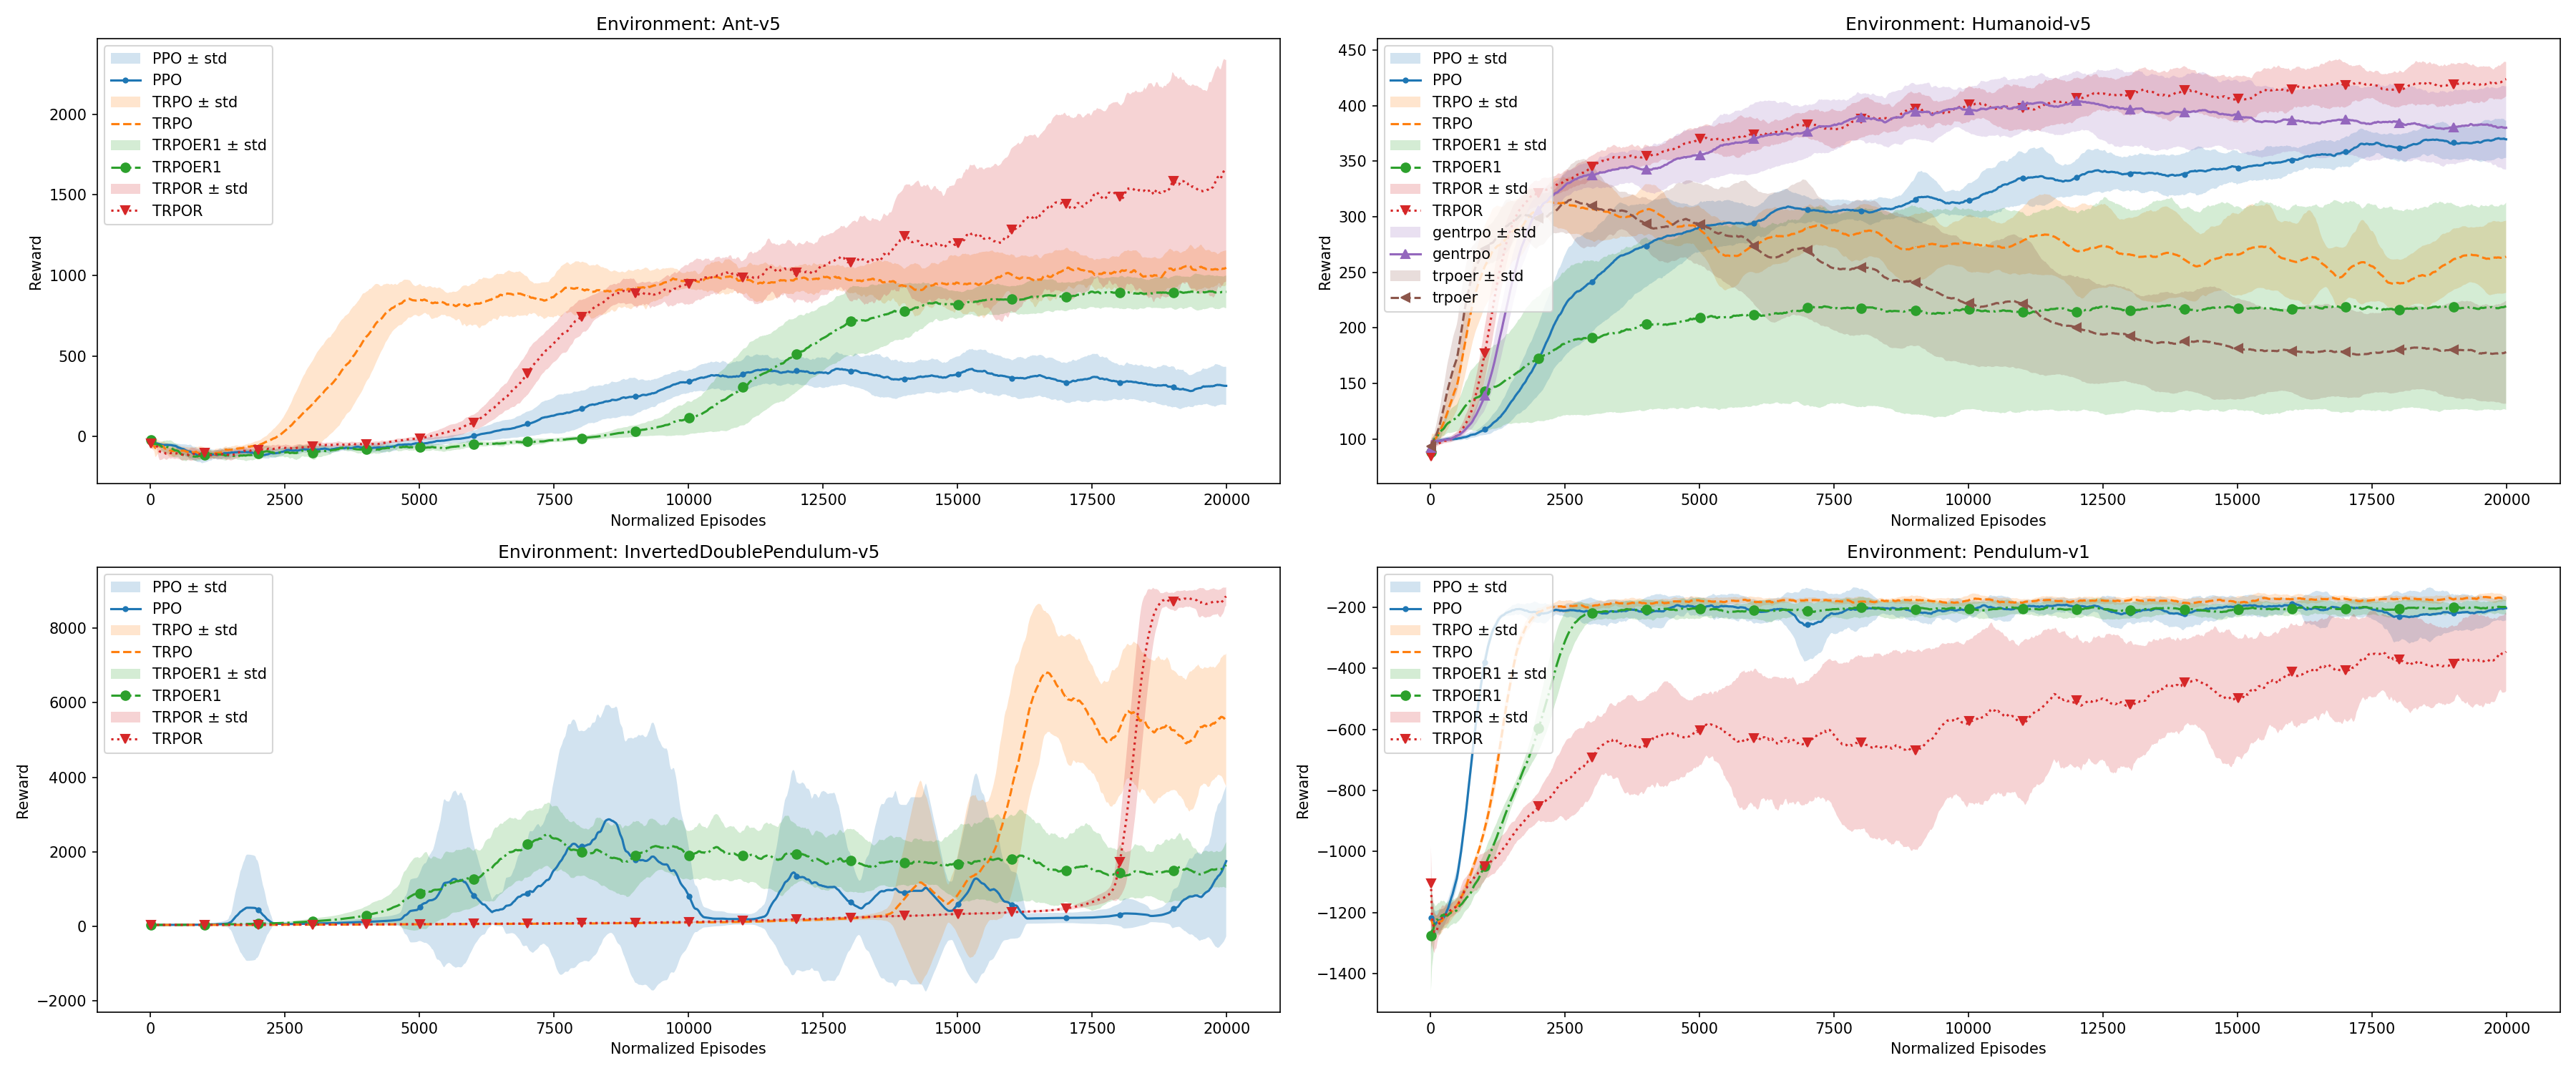 Environment: Ant-v5
PPO ± std
PPO
TRPO ± std
TRPO
TRPOER1 ± std
TRPOER1
TRPOR ± std
TRPOR
Reward
2000
1500
1000
500
0
0 2500 5000 7500 10000 12500 15000 17500 20000
Normalized Episodes
Environment: Humanoid-v5
PPO ± std
PPO
TRPO ± std
TRPO
TRPOER1 ± std
TRPOER1
TRPOR ± std
TRPOR
gentrpo ± std
gentrpo
trpoer ± std
trpoer
Reward
450
400
350
300
250
200
150
100
0 2500 5000 7500 10000 12500 15000 17500 20000
Normalized Episodes
Environment: InvertedDoublePendulum-v5
PPO ± std
PPO
TRPO ± std
TRPO
TRPOER1 ± std
TRPOER1
TRPOR ± std
TRPOR
Reward
8000
6000
4000
2000
0
−2000
0 2500 5000 7500 10000 12500 15000 17500 20000
Normalized Episodes
Environment: Pendulum-v1
PPO ± std
PPO
TRPO ± std
TRPO
TRPOER1 ± std
TRPOER1
TRPOR ± std
TRPOR
Reward
−200
−400
−600
−800
−1000
−1200
−1400
0 2500 5000 7500 10000 12500 15000 17500 20000
Normalized Episodes